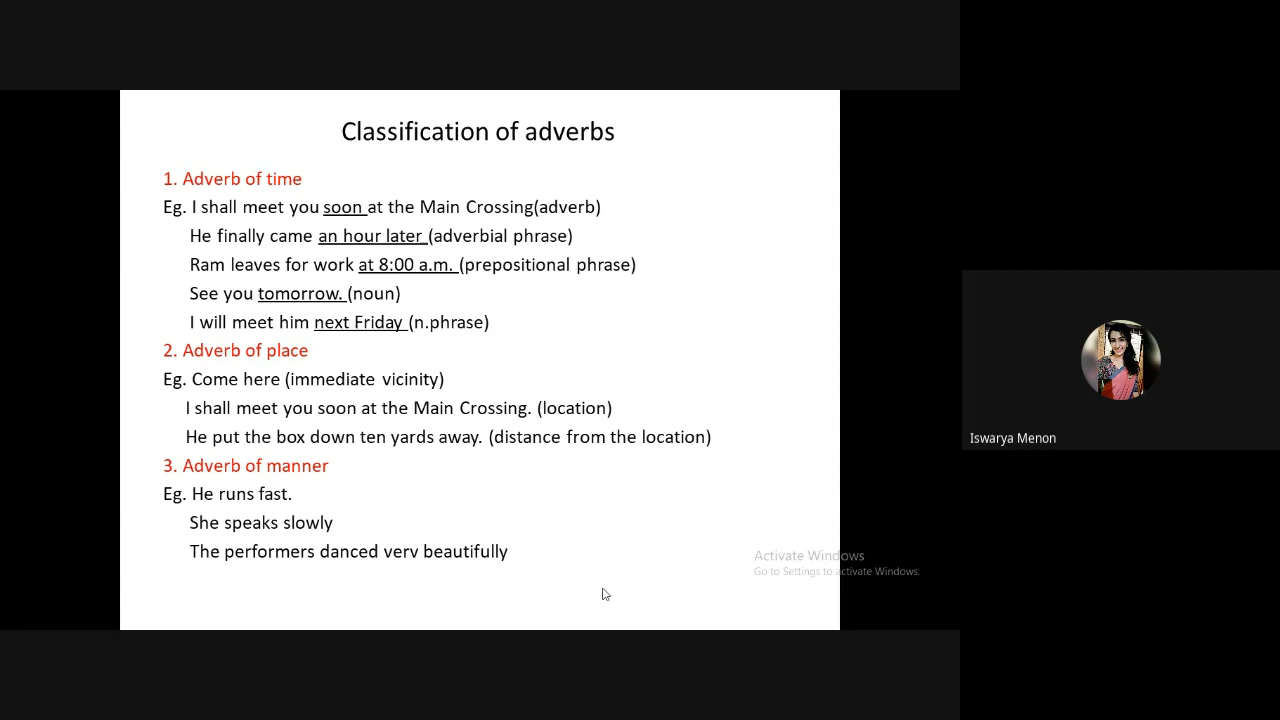 Classification of adverbs
1. Adverb of time
Eg. I shall meet you soon at the Main Crossing(adverb)
He finally came an hour later (adverbial phrase)
Ram leaves for work at 8:00 a.m. (prepositional phrase)
See you tomorrow. (noun)
I will meet him next Friday (n.phrase)
2. Adverb of place
Eg. Come here (immediate vicinity)
I shall meet you soon at the Main Crossing. (location)
He put the box down ten yards away. (distance from the location)
3. Adverb of manner
Eg. He runs fast.
She speaks slowly
The performers danced very beautifully
Activate Windows
Go to Settings to activate Windows.
Iswarya Menon